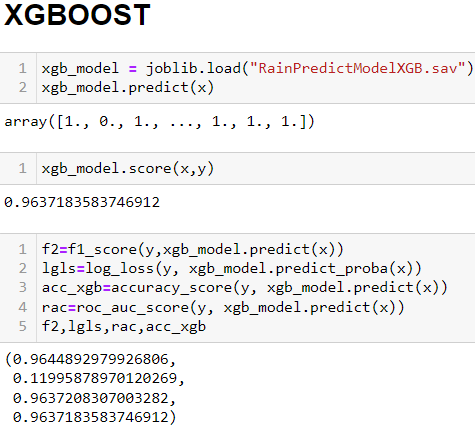 XGBOOST
1 xgb_model = joblib.load("RainPredictModelXGB.sav")
2 xgb_model.predict(x)
array([1., 0., 1., ..., 1., 1., 1.])
1 xgb_model.score(x,y)
0.9637183583746912
1 f2=f1_score(y,xgb_model.predict(x))
2 lgls=log_loss(y, xgb_model.predict_proba(x))
3 acc_xgb=accuracy_score(y, xgb_model.predict(x))
4 rac=roc_auc_score(y, xgb_model.predict(x))
5 f2,lgls,rac,acc_xgb
(0.9644892979926806,
0.11995878970120269,
0.9637208307003282,
0.9637183583746912)